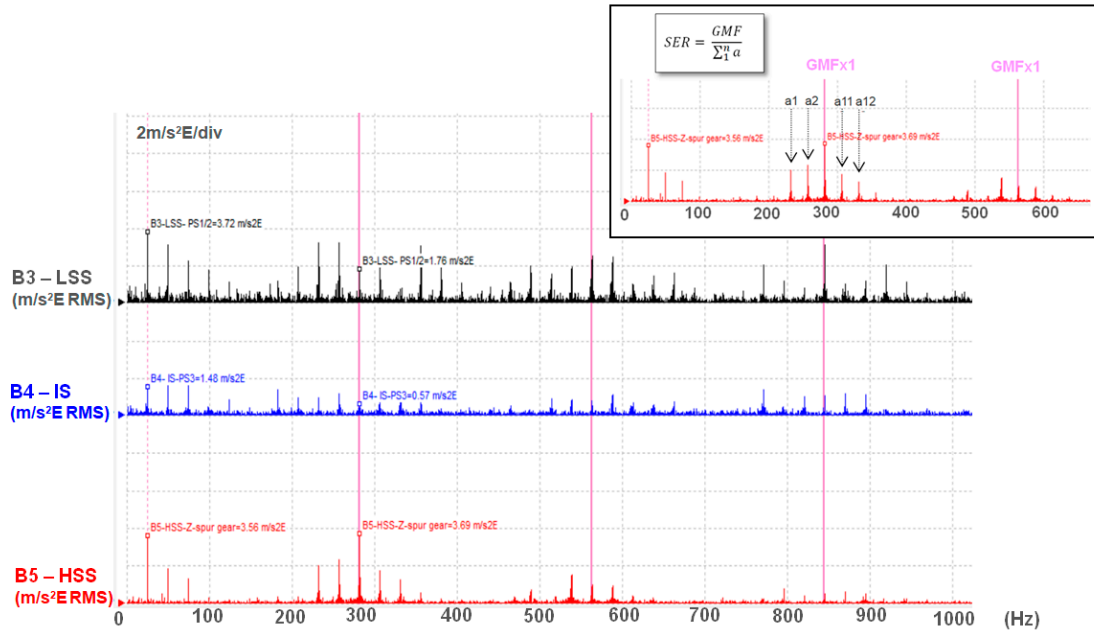 SER = GMF / ∑₁ⁿ a
GMFx1 GMFx1
a1 a2 a11 a12
B5-HSS-Z-spur gear=3.56 m/s2E B5-HSS-Z-spur gear=3.69 m/s2E
0 100 200 300 400 500 600
2m/s²E/div
B3-LSS- PS1/2=3.72 m/s2E
B3-LSS- PS1/2=1.76 m/s2E
B3 – LSS
(m/s²E RMS)
B4- IS-PS3=1.48 m/s2E B4- IS-PS3=0.57 m/s2E
B4 – IS
(m/s²E RMS)
B5-HSS-Z-spur gear=3.56 m/s2E B5-HSS-Z-spur gear=3.69 m/s2E
B5 – HSS
(m/s²E RMS)
0 100 200 300 400 500 600 700 800 900 1000 (Hz)